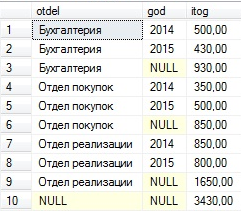 otdel god itog
1 Бухгалтерия 2014 500,00
2 Бухгалтерия 2015 430,00
3 Бухгалтерия NULL 930,00
4 Отдел покупок 2014 350,00
5 Отдел покупок 2015 500,00
6 Отдел покупок NULL 850,00
7 Отдел реализации 2014 850,00
8 Отдел реализации 2015 800,00
9 Отдел реализации NULL 1650,00
10 NULL NULL 3430,00